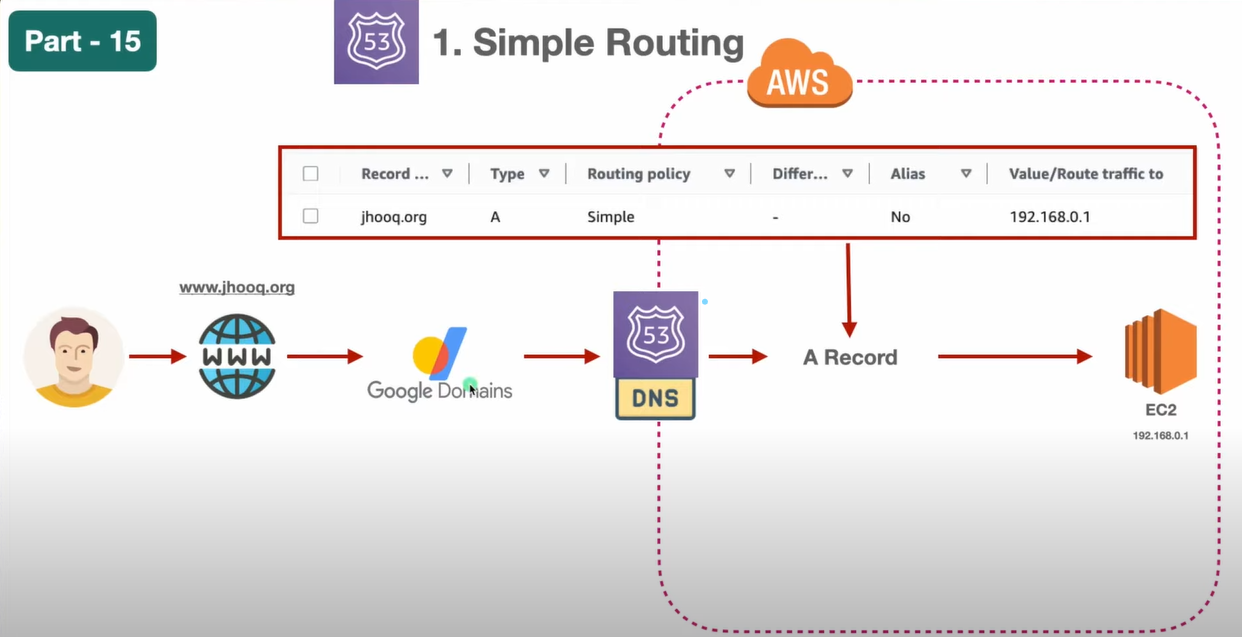 Part - 15
53
1. Simple Routing
AWS
Record ... Type Routing policy Differ... Alias Value/Route traffic to
jhooq.org A Simple - No 192.168.0.1
www.jhooq.org
WWW
Google Domains
53
DNS
A Record
EC2
192.168.0.1